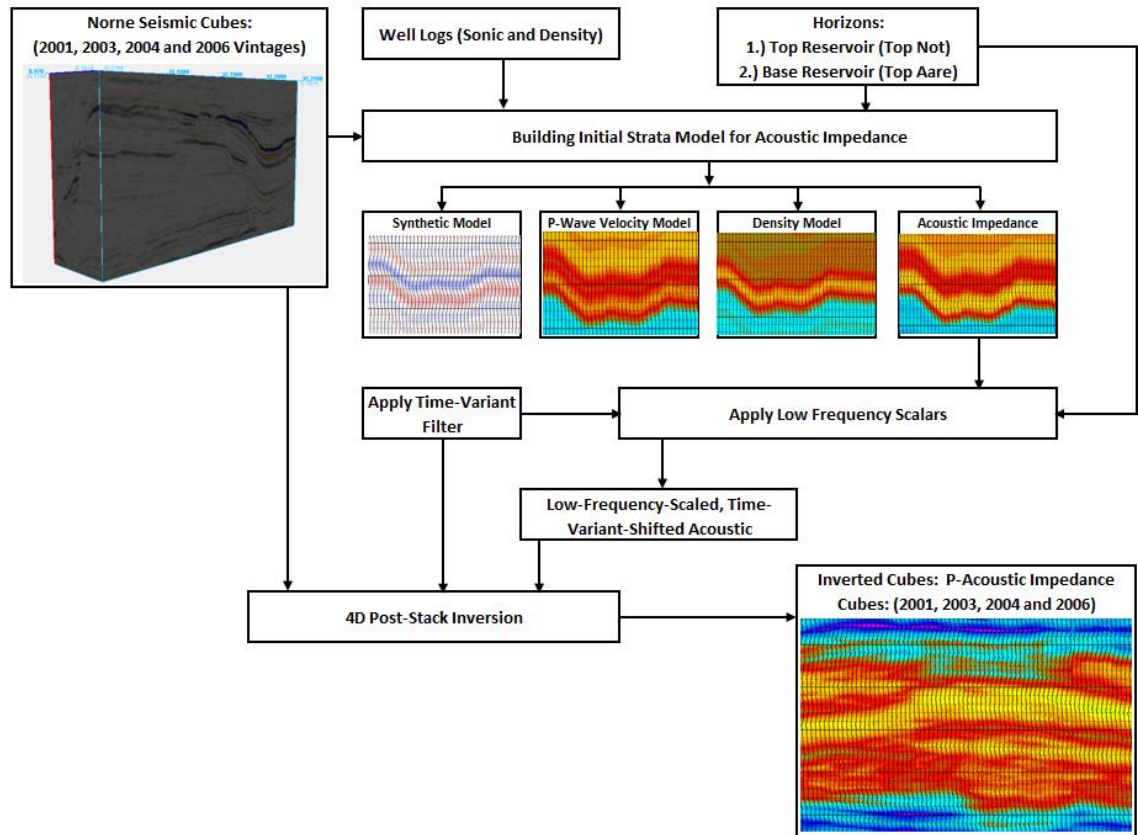 Norne Seismic Cubes:
(2001, 2003, 2004 and 2006 Vintages)
Well Logs (Sonic and Density)
Horizons:
1.) Top Reservoir (Top Not)
2.) Base Reservoir (Top Aare)
Building Initial Strata Model for Acoustic Impedance
Synthetic Model
P-Wave Velocity Model
Density Model
Acoustic Impedance
Apply Time-Variant
Filter
Apply Low Frequency Scalars
Low-Frequency-Scaled, Time-
Variant-Shifted Acoustic
4D Post-Stack Inversion
Inverted Cubes: P-Acoustic Impedance
Cubes: (2001, 2003, 2004 and 2006)